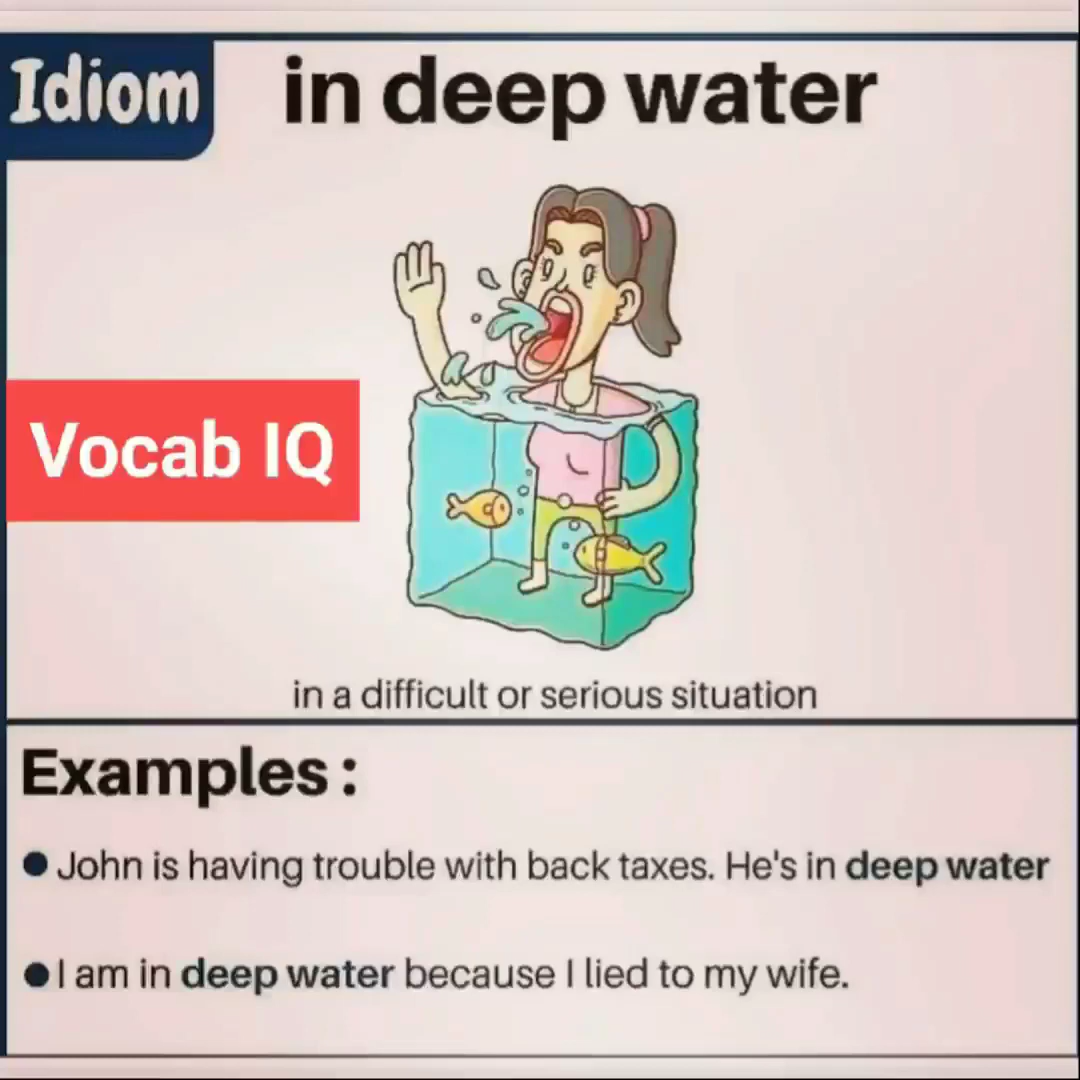 Idiom
in deep water
Vocab IQ
in a difficult or serious situation
Examples :
● John is having trouble with back taxes. He's in deep water
● I am in deep water because I lied to my wife.